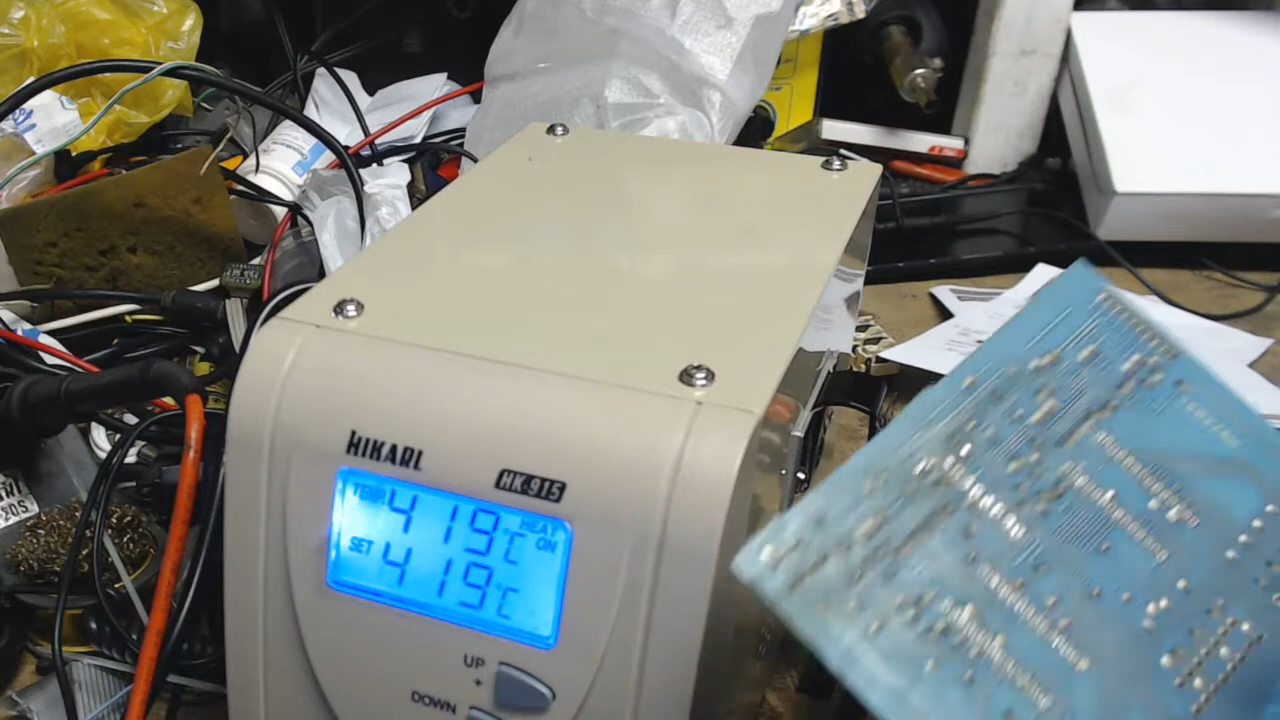 HIKARI
HK-915
TEMP 419°C HEAT ON
SET 419°C
UP
+
DOWN